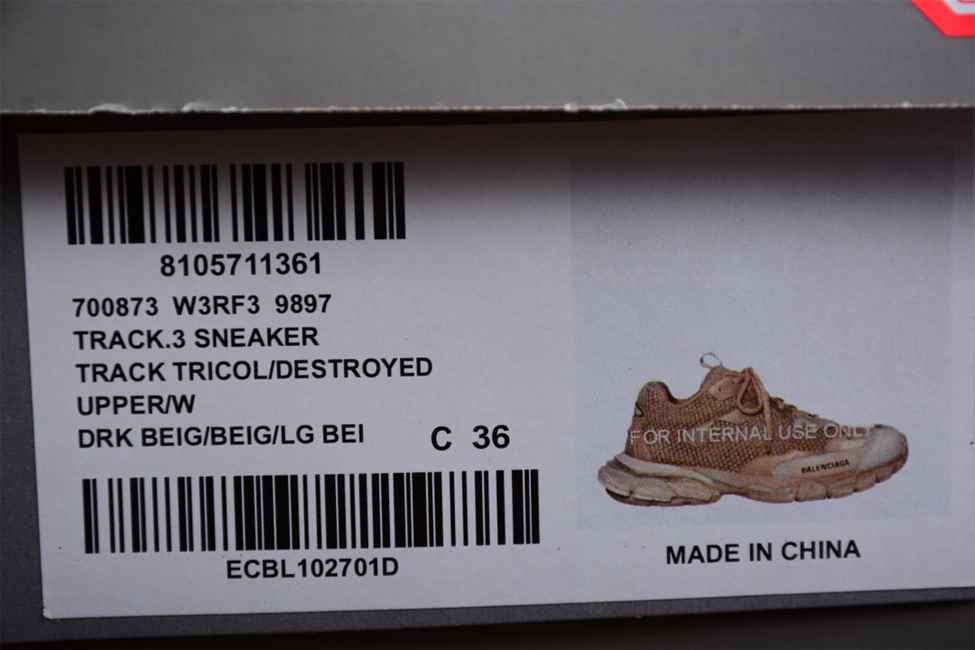 8105711361
700873 W3RF3 9897
TRACK.3 SNEAKER
TRACK TRICOL/DESTROYED
UPPER/W
DRK BEIG/BEIG/LG BEI C 36
ECBL102701D
FOR INTERNAL USE ONLY
BALENCIAGA
MADE IN CHINA